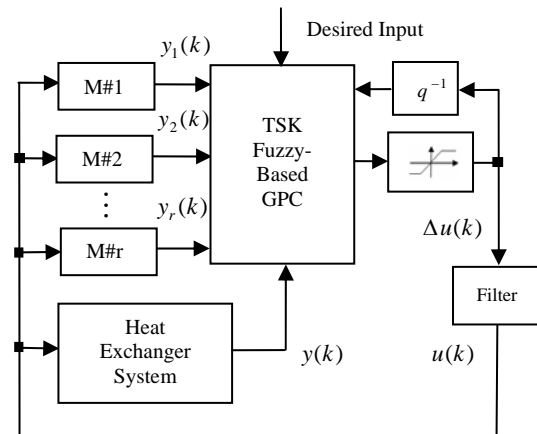 Desired Input
y₁(k)
M#1
q⁻¹
y₂(k)
M#2
TSK
Fuzzy-
Based
GPC
yᵣ(k)
M#r
Δu(k)
Filter
Heat
Exchanger
System
y(k)
u(k)